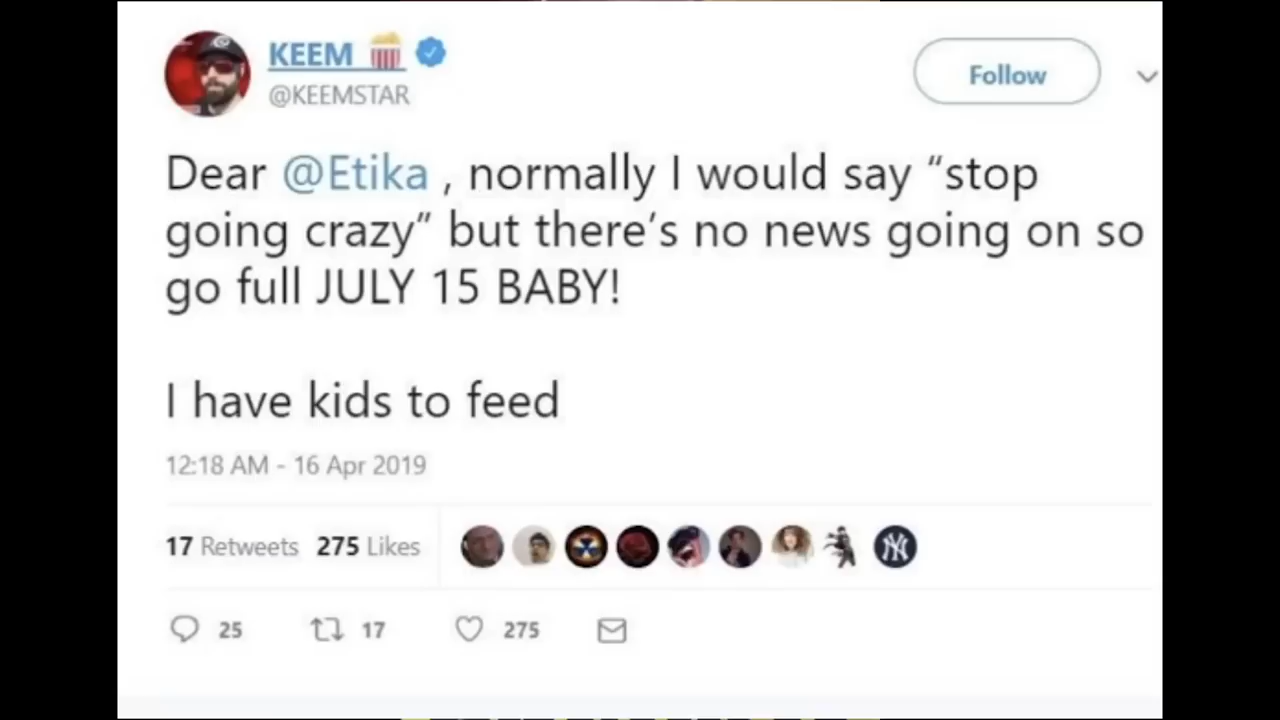 KEEM 🍿
@KEEMSTAR
Follow
Dear @Etika , normally I would say “stop
going crazy” but there’s no news going on so
go full JULY 15 BABY!
I have kids to feed
12:18 AM - 16 Apr 2019
17 Retweets 275 Likes
NY
25 17 275